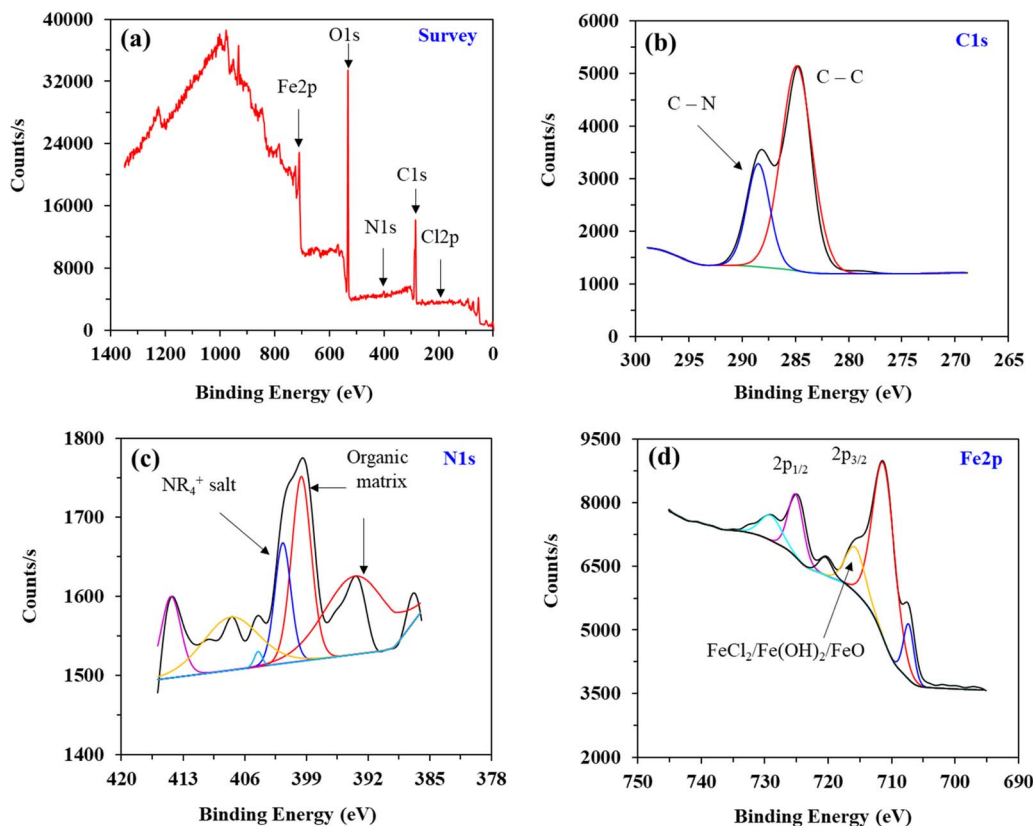 (a)
Survey
O1s
Fe2p
C1s
N1s
Cl2p
Counts/s
40000
32000
24000
16000
8000
0
1400 1200 1000 800 600 400 200 0
Binding Energy (eV)
(b)
C1s
C – C
C – N
Counts/s
6000
5000
4000
3000
2000
1000
0
300 295 290 285 280 275 270 265
Binding Energy (eV)
(c)
N1s
NR₄⁺ salt
Organic
matrix
Counts/s
1800
1700
1600
1500
1400
420 413 406 399 392 385 378
Binding Energy (eV)
(d)
Fe2p
2p₁/₂
2p₃/₂
FeCl₂/Fe(OH)₂/FeO
Counts/s
9500
8000
6500
5000
3500
2000
750 740 730 720 710 700 690
Binding Energy (eV)